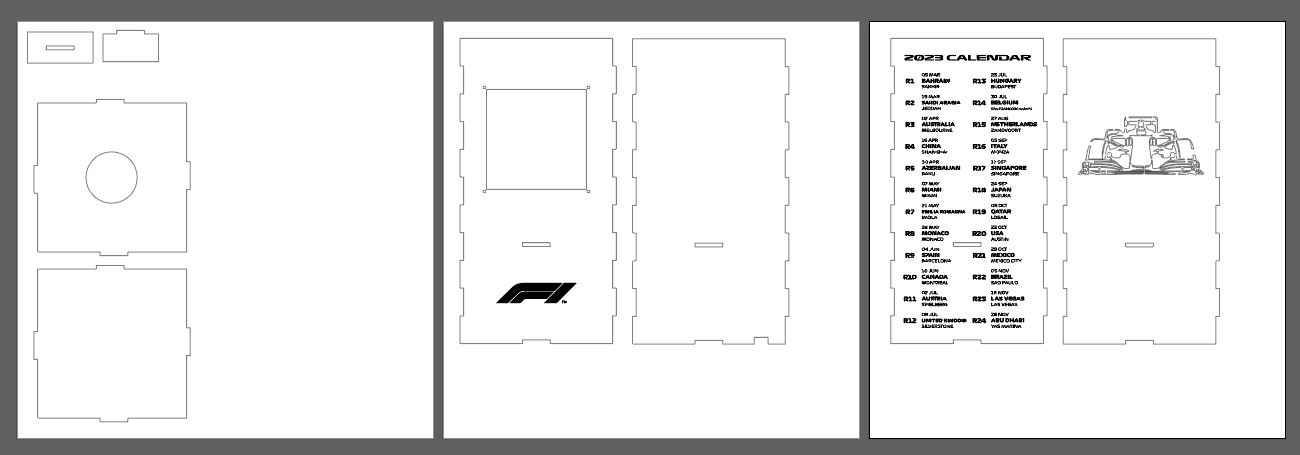 F1
2023 CALENDAR
R1
05 MAR
BAHRAIN
SAKHIR
R2
19 MAR
SAUDI ARABIA
JEDDAH
R3
02 APR
AUSTRALIA
MELBOURNE
R4
16 APR
CHINA
SHANGHAI
R5
30 APR
AZERBAIJAN
BAKU
R6
07 MAY
MIAMI
MIAMI
R7
21 MAY
EMILIA ROMAGNA
IMOLA
R8
28 MAY
MONACO
MONACO
R9
04 JUN
SPAIN
BARCELONA
R10
18 JUN
CANADA
MONTREAL
R11
02 JUL
AUSTRIA
SPIELBERG
R12
09 JUL
UNITED KINGDOM
SILVERSTONE
R13
23 JUL
HUNGARY
BUDAPEST
R14
30 JUL
BELGIUM
R15
27 AUG
NETHERLANDS
ZANDVOORT
R16
03 SEP
ITALY
MONZA
R17
17 SEP
SINGAPORE
SINGAPORE
R18
24 SEP
JAPAN
SUZUKA
R19
08 OCT
QATAR
LOSAIL
R20
22 OCT
USA
AUSTIN
R21
29 OCT
MEXICO
MEXICO CITY
R22
05 NOV
BRAZIL
SAO PAULO
R23
18 NOV
LAS VEGAS
LAS VEGAS
R24
26 NOV
ABU DHABI
YAS MARINA